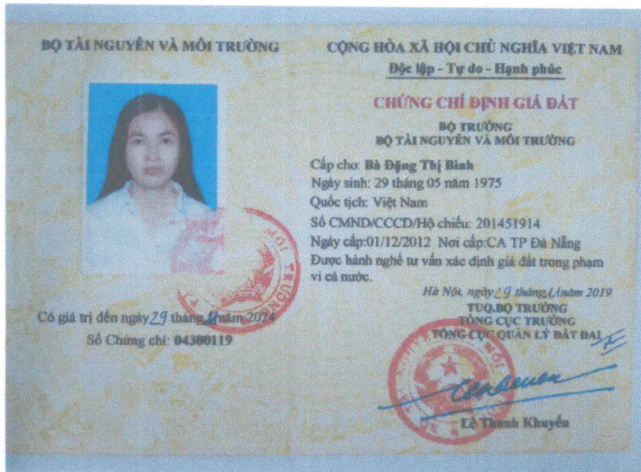 BỘ TÀI NGUYÊN VÀ MÔI TRƯỜNG
Có giá trị đến ngày 29 tháng 11 năm 2024
Số Chứng chỉ: 04380119
CỘNG HÒA XÃ HỘI CHỦ NGHĨA VIỆT NAM
Độc lập - Tự do - Hạnh phúc
CHỨNG CHỈ ĐỊNH GIÁ ĐẤT
BỘ TRƯỞNG
BỘ TÀI NGUYÊN VÀ MÔI TRƯỜNG
Cấp cho: Bà Đặng Thị Bình
Ngày sinh: 29 tháng 05 năm 1975
Quốc tịch: Việt Nam
Số CMND/CCCD/Hộ chiếu: 201451914
Ngày cấp:01/12/2012 Nơi cấp:CA TP Đà Nẵng
Được hành nghề tư vấn xác định giá đất trong phạm
vi cả nước.
Hà Nội, ngày 29 tháng 11 năm 2019
TUQ.BỘ TRƯỞNG
TỔNG CỤC TRƯỞNG
TỔNG CỤC QUẢN LÝ ĐẤT ĐAI
Lê Thanh Khuyến